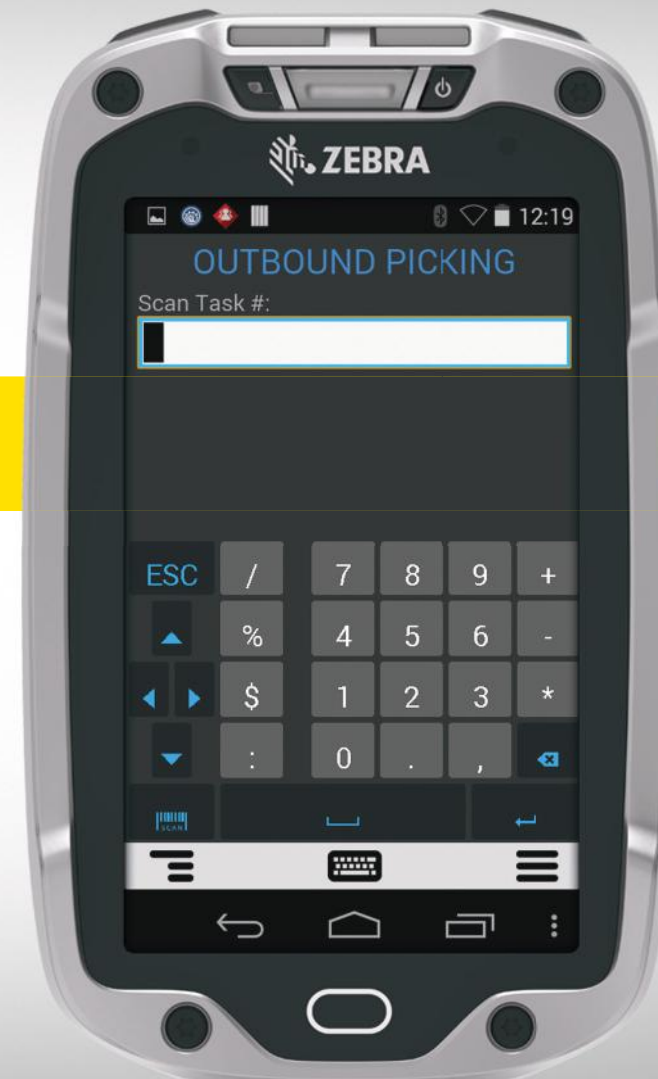 ZEBRA
12:19
OUTBOUND PICKING
Scan Task #:
ESC / 7 8 9 +
% 4 5 6 -
$ 1 2 3 *
: 0 . ,
SCAN